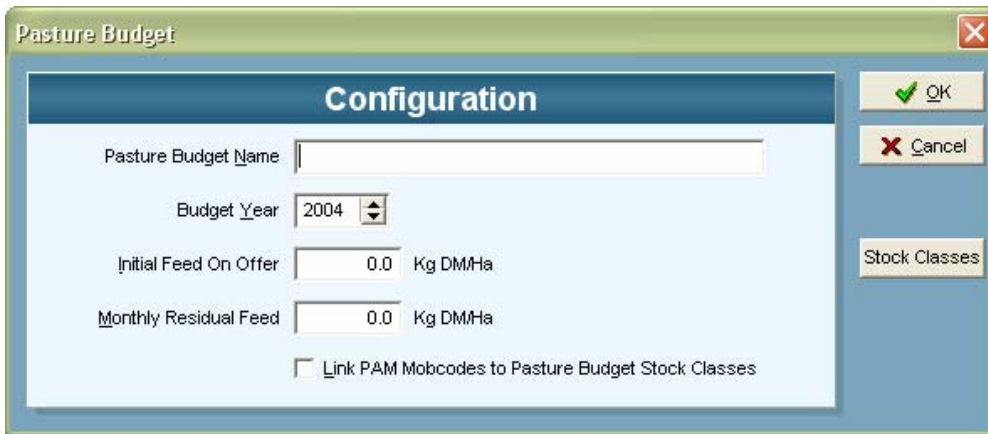 Pasture Budget
Configuration
Pasture Budget Name
Budget Year 2004
Initial Feed On Offer 0.0 Kg DM/Ha
Monthly Residual Feed 0.0 Kg DM/Ha
Link PAM Mobcodes to Pasture Budget Stock Classes
OK
Cancel
Stock Classes